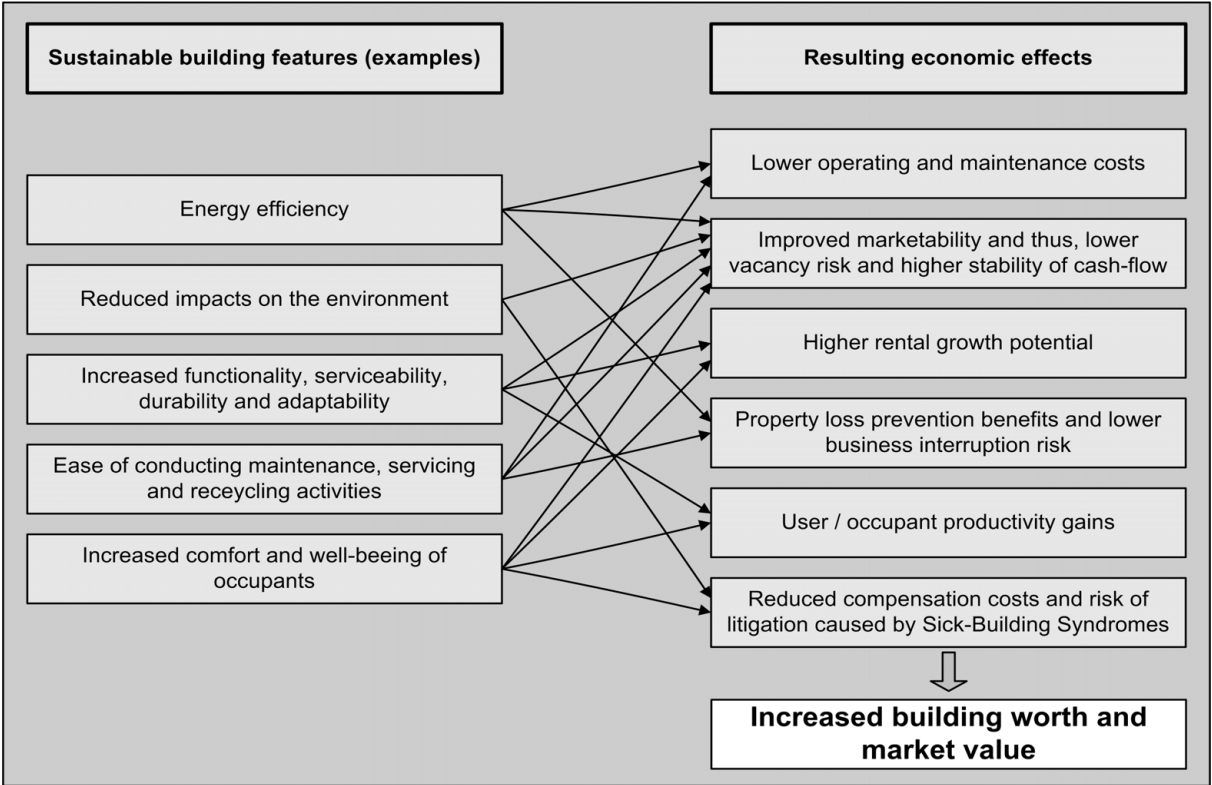 Sustainable building features (examples)
Resulting economic effects
Energy efficiency
Reduced impacts on the environment
Increased functionality, serviceability,
durability and adaptability
Ease of conducting maintenance, servicing
and receycling activities
Increased comfort and well-beeing of
occupants
Lower operating and maintenance costs
Improved marketability and thus, lower
vacancy risk and higher stability of cash-flow
Higher rental growth potential
Property loss prevention benefits and lower
business interruption risk
User / occupant productivity gains
Reduced compensation costs and risk of
litigation caused by Sick-Building Syndromes
Increased building worth and
market value